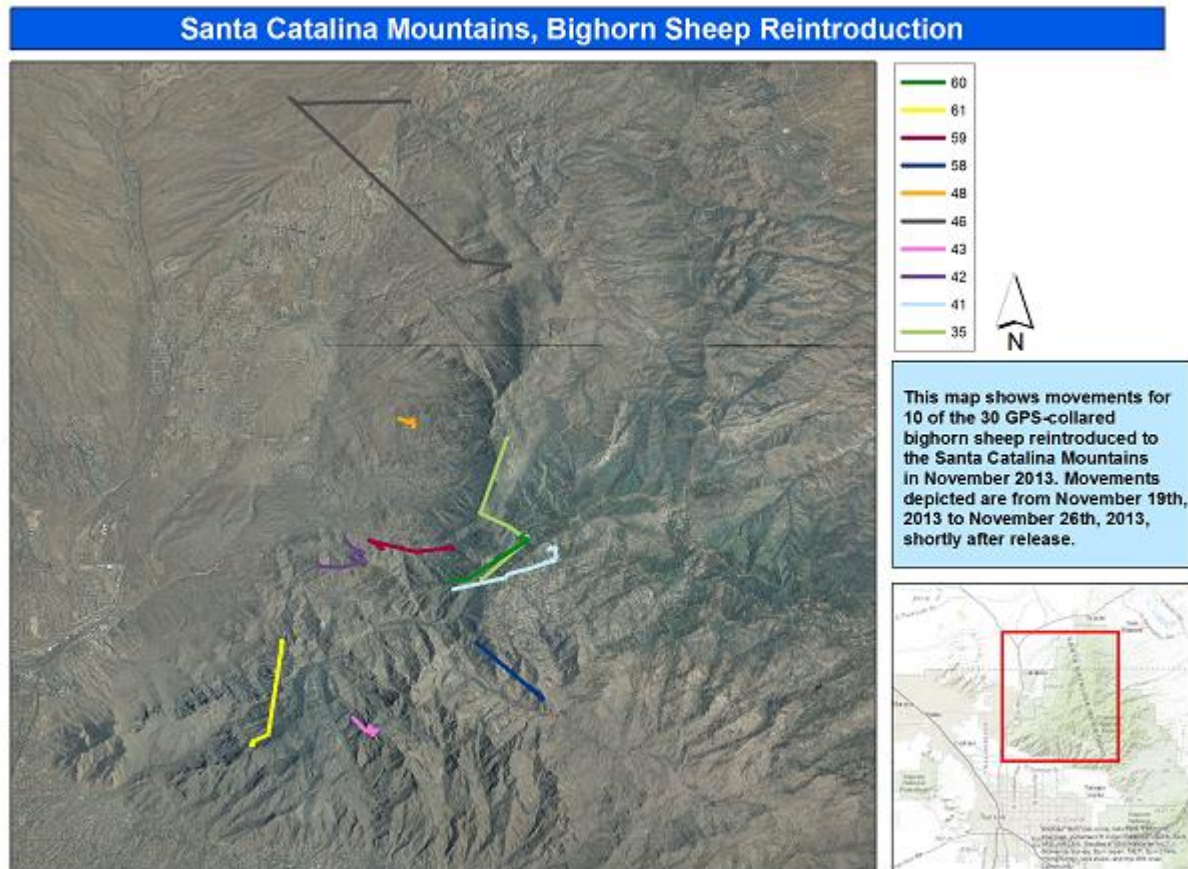 Santa Catalina Mountains, Bighorn Sheep Reintroduction
60
61
59
58
48
46
43
42
41
35
N
This map shows movements for
10 of the 30 GPS-collared
bighorn sheep reintroduced to
the Santa Catalina Mountains
in November 2013. Movements
depicted are from November 19th,
2013 to November 26th, 2013,
shortly after release.